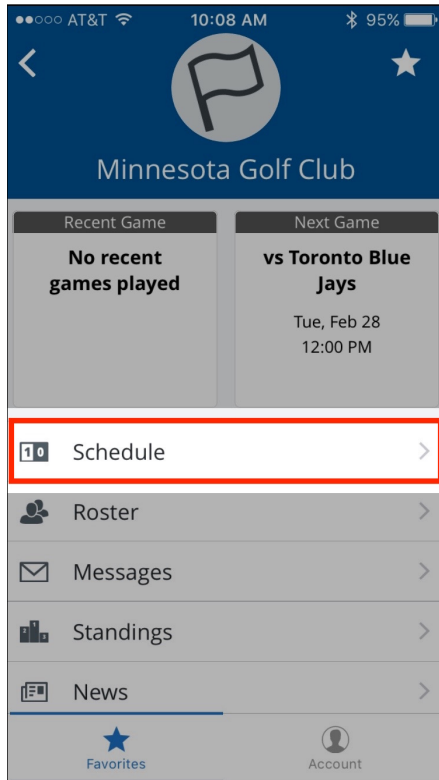 AT&T 10:08 AM 95%
Minnesota Golf Club
Recent Game
No recent
games played
Next Game
vs Toronto Blue
Jays
Tue, Feb 28
12:00 PM
1 0 Schedule
Roster
Messages
Standings
News
Favorites
Account